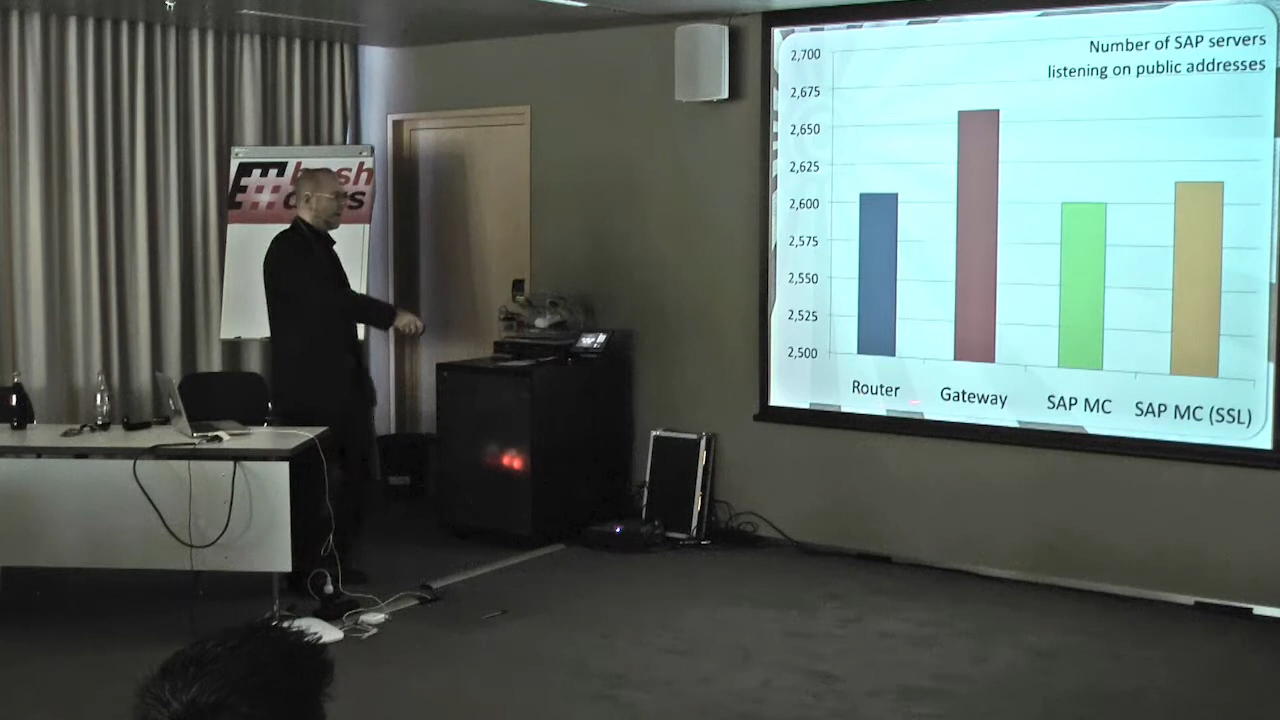 Number of SAP servers
listening on public addresses
2,700
2,675
2,650
2,625
2,600
2,575
2,550
2,525
2,500
Router
Gateway
SAP MC
SAP MC (SSL)